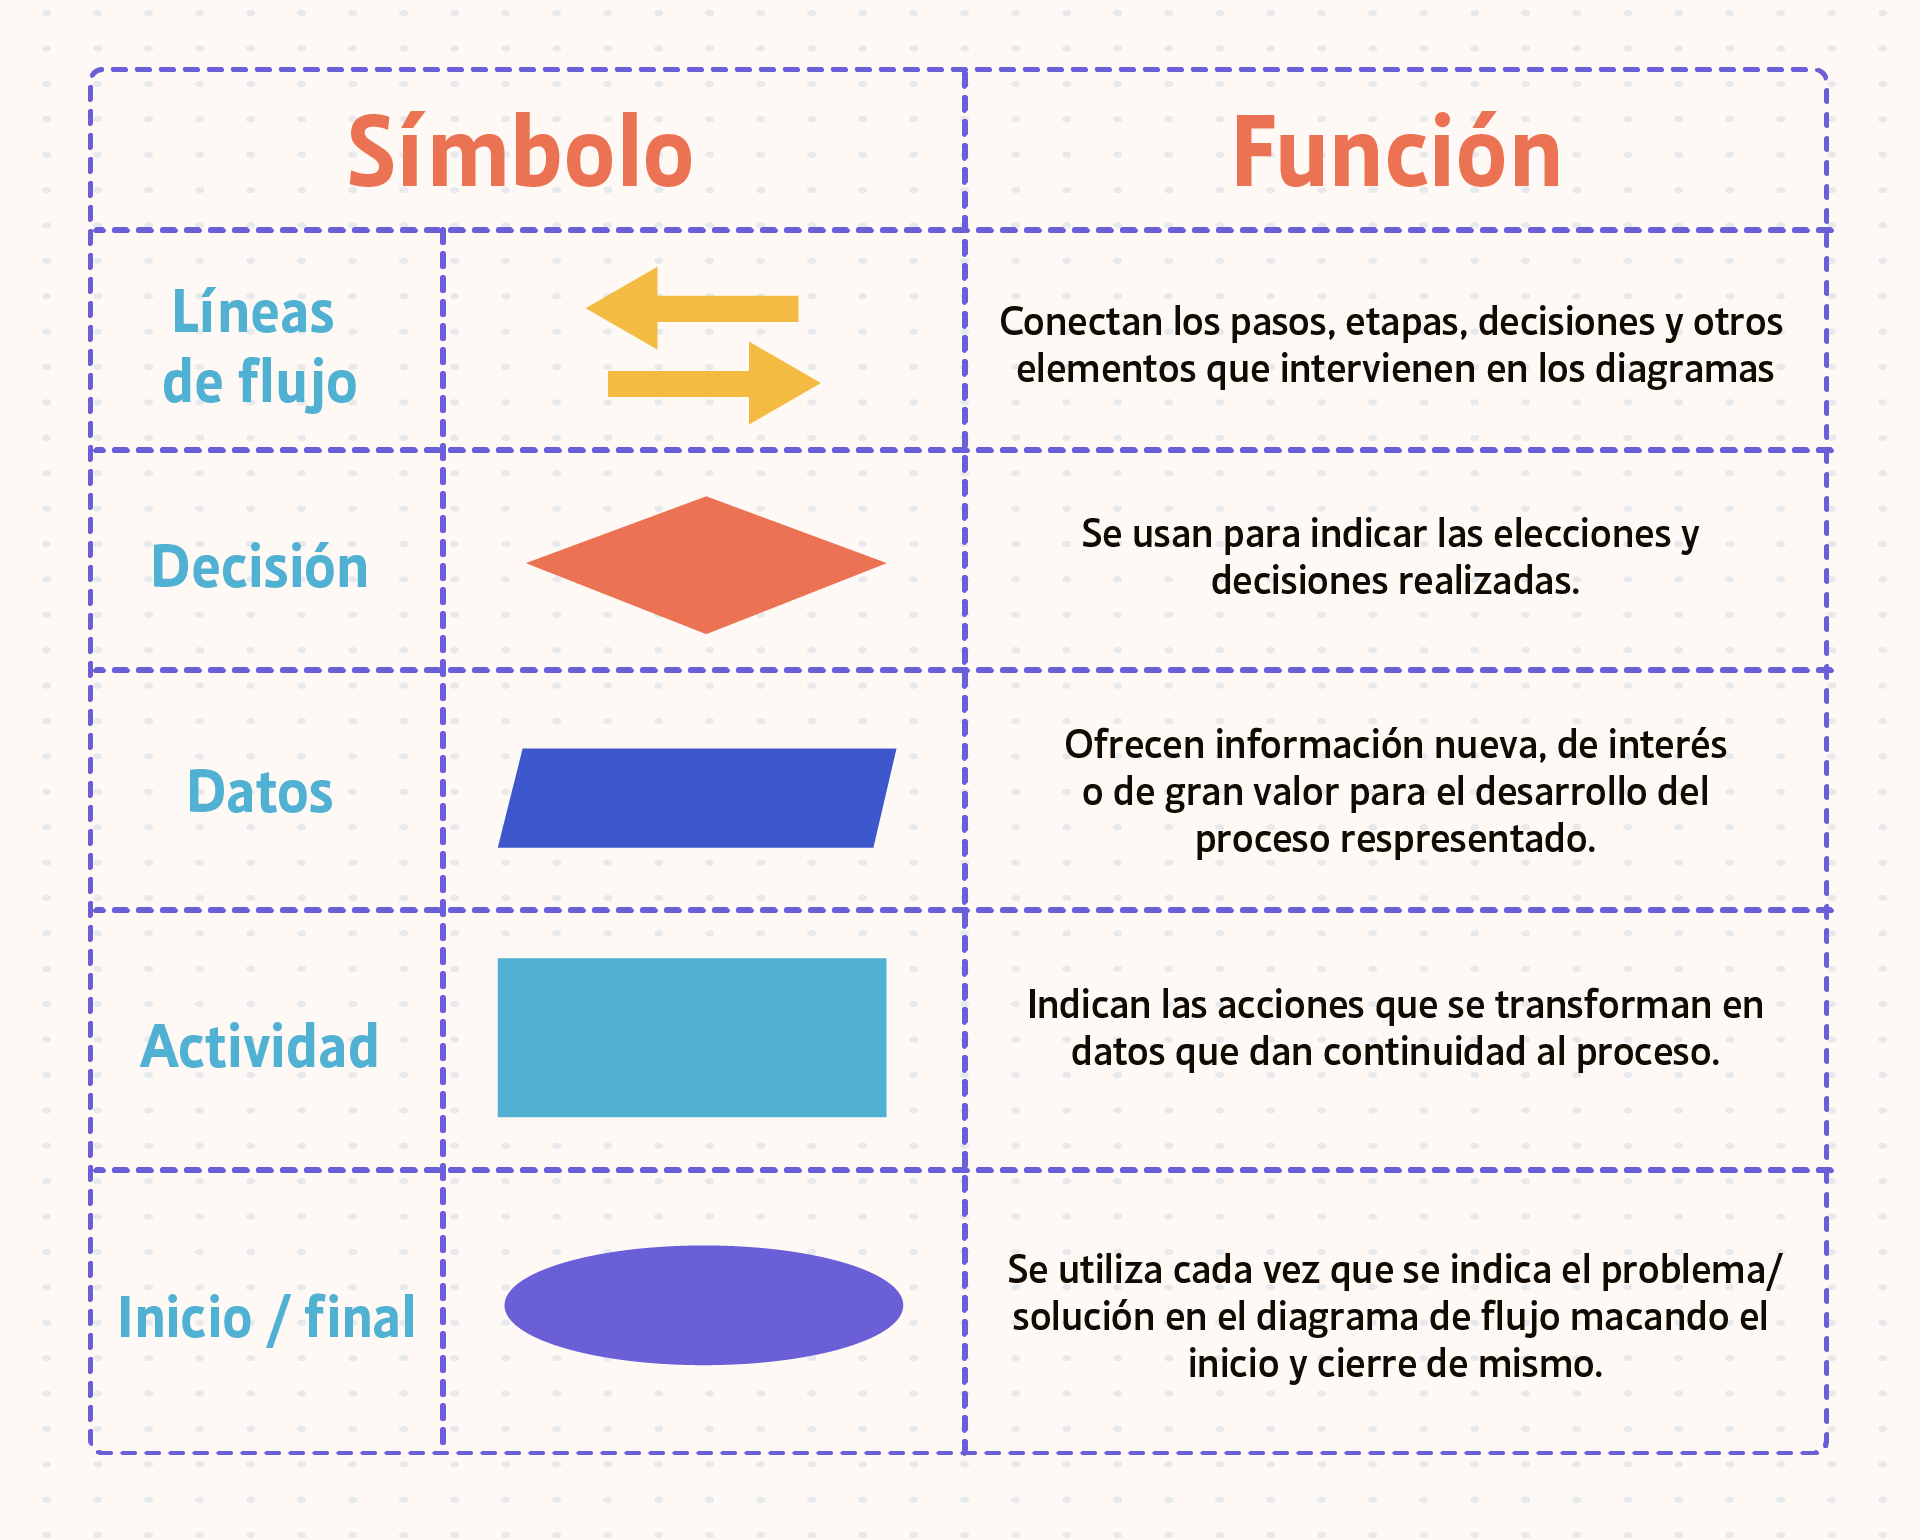 Símbolo
Función
Líneas
de flujo
Conectan los pasos, etapas, decisiones y otros
elementos que intervienen en los diagramas
Decisión
Se usan para indicar las elecciones y
decisiones realizadas.
Datos
Ofrecen información nueva, de interés
o de gran valor para el desarrollo del
proceso respresentado.
Actividad
Indican las acciones que se transforman en
datos que dan continuidad al proceso.
Inicio / final
Se utiliza cada vez que se indica el problema/
solución en el diagrama de flujo macando el
inicio y cierre de mismo.